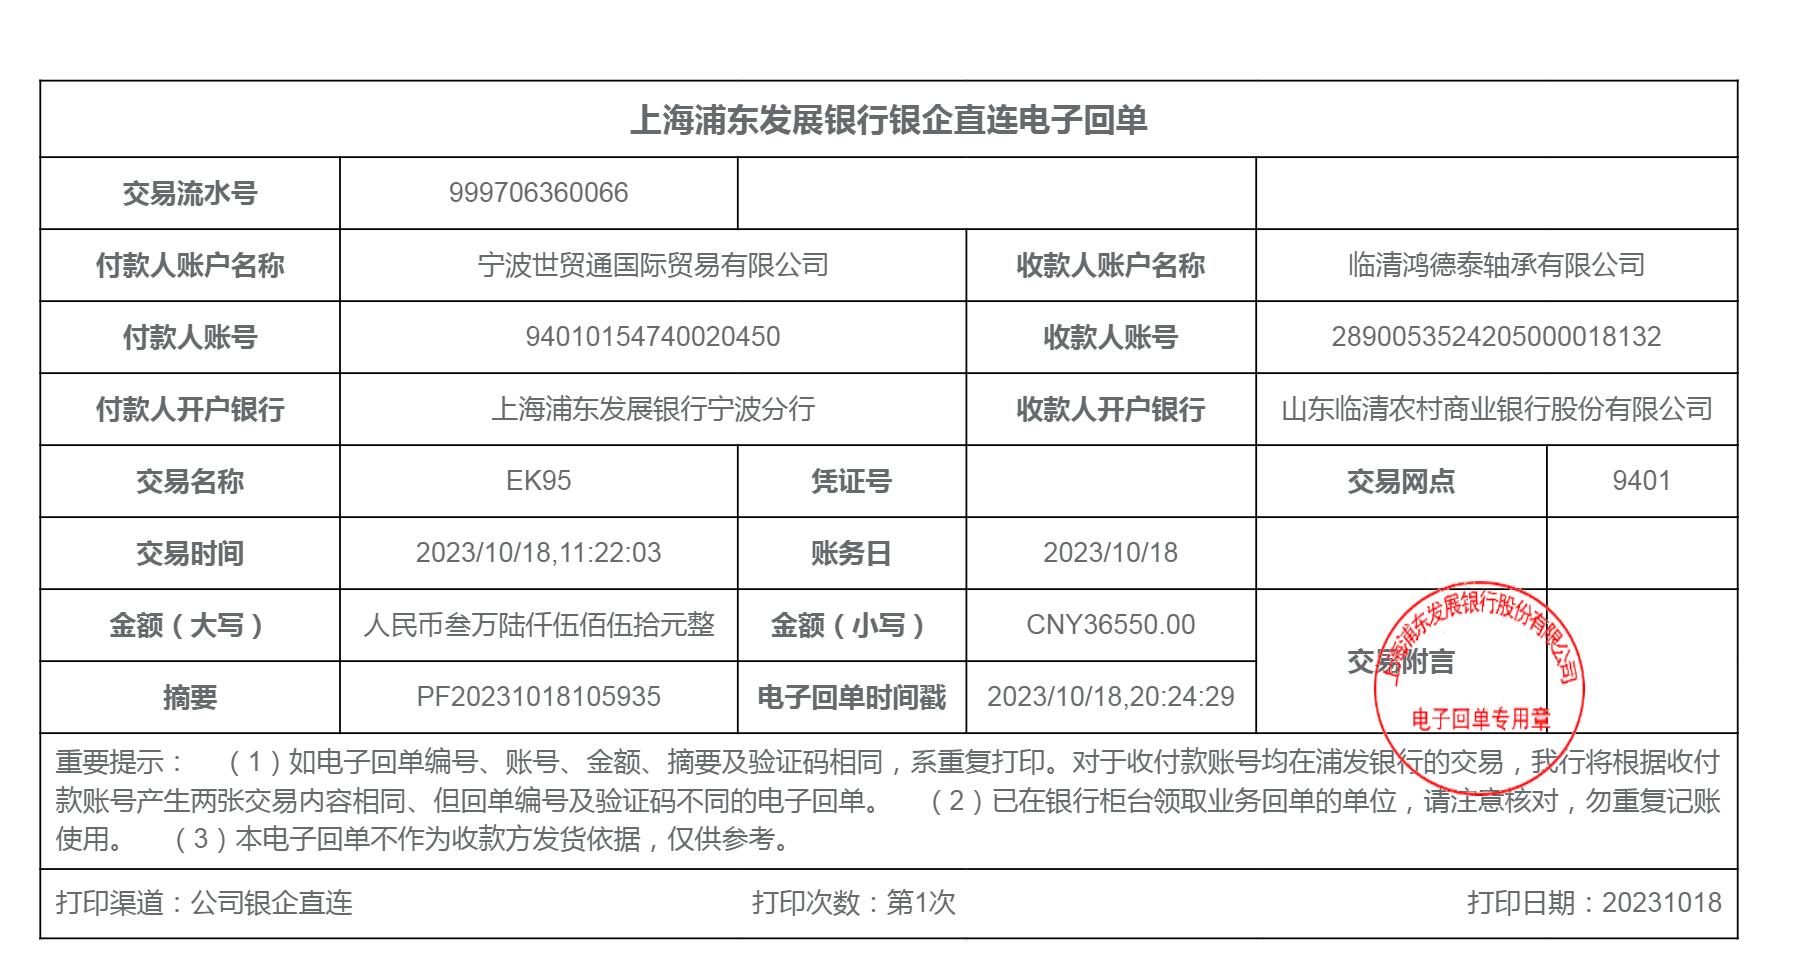 上海浦东发展银行银企直连电子回单
交易流水号 999706360066
付款人账户名称 宁波世贸通国际贸易有限公司 收款人账户名称 临清鸿德泰轴承有限公司
付款人账号 94010154740020450 收款人账号 2890053524205000018132
付款人开户银行 上海浦东发展银行宁波分行 收款人开户银行 山东临清农村商业银行股份有限公司
交易名称 EK95 凭证号 交易网点 9401
交易时间 2023/10/18,11:22:03 账务日 2023/10/18
金额（大写） 人民币叁万陆仟伍佰伍拾元整 金额（小写） CNY36550.00
交易附言
摘要 PF20231018105935 电子回单时间戳 2023/10/18,20:24:29
上海浦东发展银行股份有限公司
电子回单专用章
重要提示： （1）如电子回单编号、账号、金额、摘要及验证码相同，系重复打印。对于收付款账号均在浦发银行的交易，我行将根据收付
款账号产生两张交易内容相同、但回单编号及验证码不同的电子回单。 （2）已在银行柜台领取业务回单的单位，请注意核对，勿重复记账
使用。 （3）本电子回单不作为收款方发货依据，仅供参考。
打印渠道：公司银企直连 打印次数：第1次 打印日期：20231018